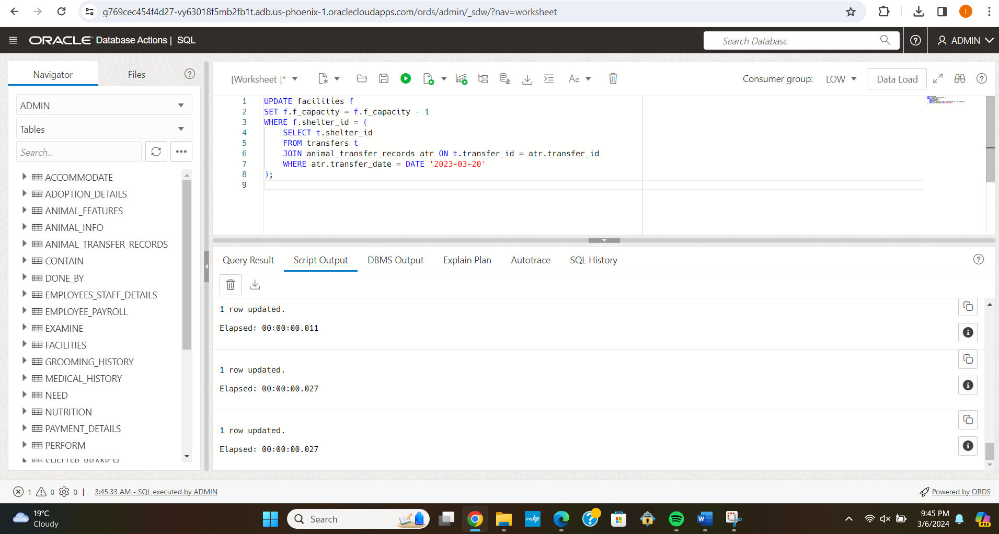 g769cec454f4d27-vy63018f5mb2fb1t.adb.us-phoenix-1.oraclecloudapps.com/ords/admin/_sdw/?nav=worksheet
I
ORACLE Database Actions | SQL
Search Database
ADMIN
Navigator
Files
[Worksheet ]*
Aa
Consumer group:
LOW
Data Load
ADMIN
Tables
Search...
ACCOMMODATE
ADOPTION_DETAILS
ANIMAL_FEATURES
ANIMAL_INFO
ANIMAL_TRANSFER_RECORDS
CONTAIN
DONE_BY
EMPLOYEES_STAFF_DETAILS
EMPLOYEE_PAYROLL
EXAMINE
FACILITIES
GROOMING_HISTORY
MEDICAL_HISTORY
NEED
NUTRITION
PAYMENT_DETAILS
PERFORM
SHELTER_BRANCH
1 UPDATE facilities f
2 SET f.f_capacity = f.f_capacity - 1
3 WHERE f.shelter_id = (
4 SELECT t.shelter_id
5 FROM transfers t
6 JOIN animal_transfer_records atr ON t.transfer_id = atr.transfer_id
7 WHERE atr.transfer_date = DATE '2023-03-20'
8 );
9
Query Result
Script Output
DBMS Output
Explain Plan
Autotrace
SQL History
1 row updated.
Elapsed: 00:00:00.011
1 row updated.
Elapsed: 00:00:00.027
1 row updated.
Elapsed: 00:00:00.027
1 0 0 | 3:45:33 AM - SQL executed by ADMIN
Powered by ORDS
19°C
Cloudy
Search
myhp
W
9:45 PM
3/6/2024
PRE